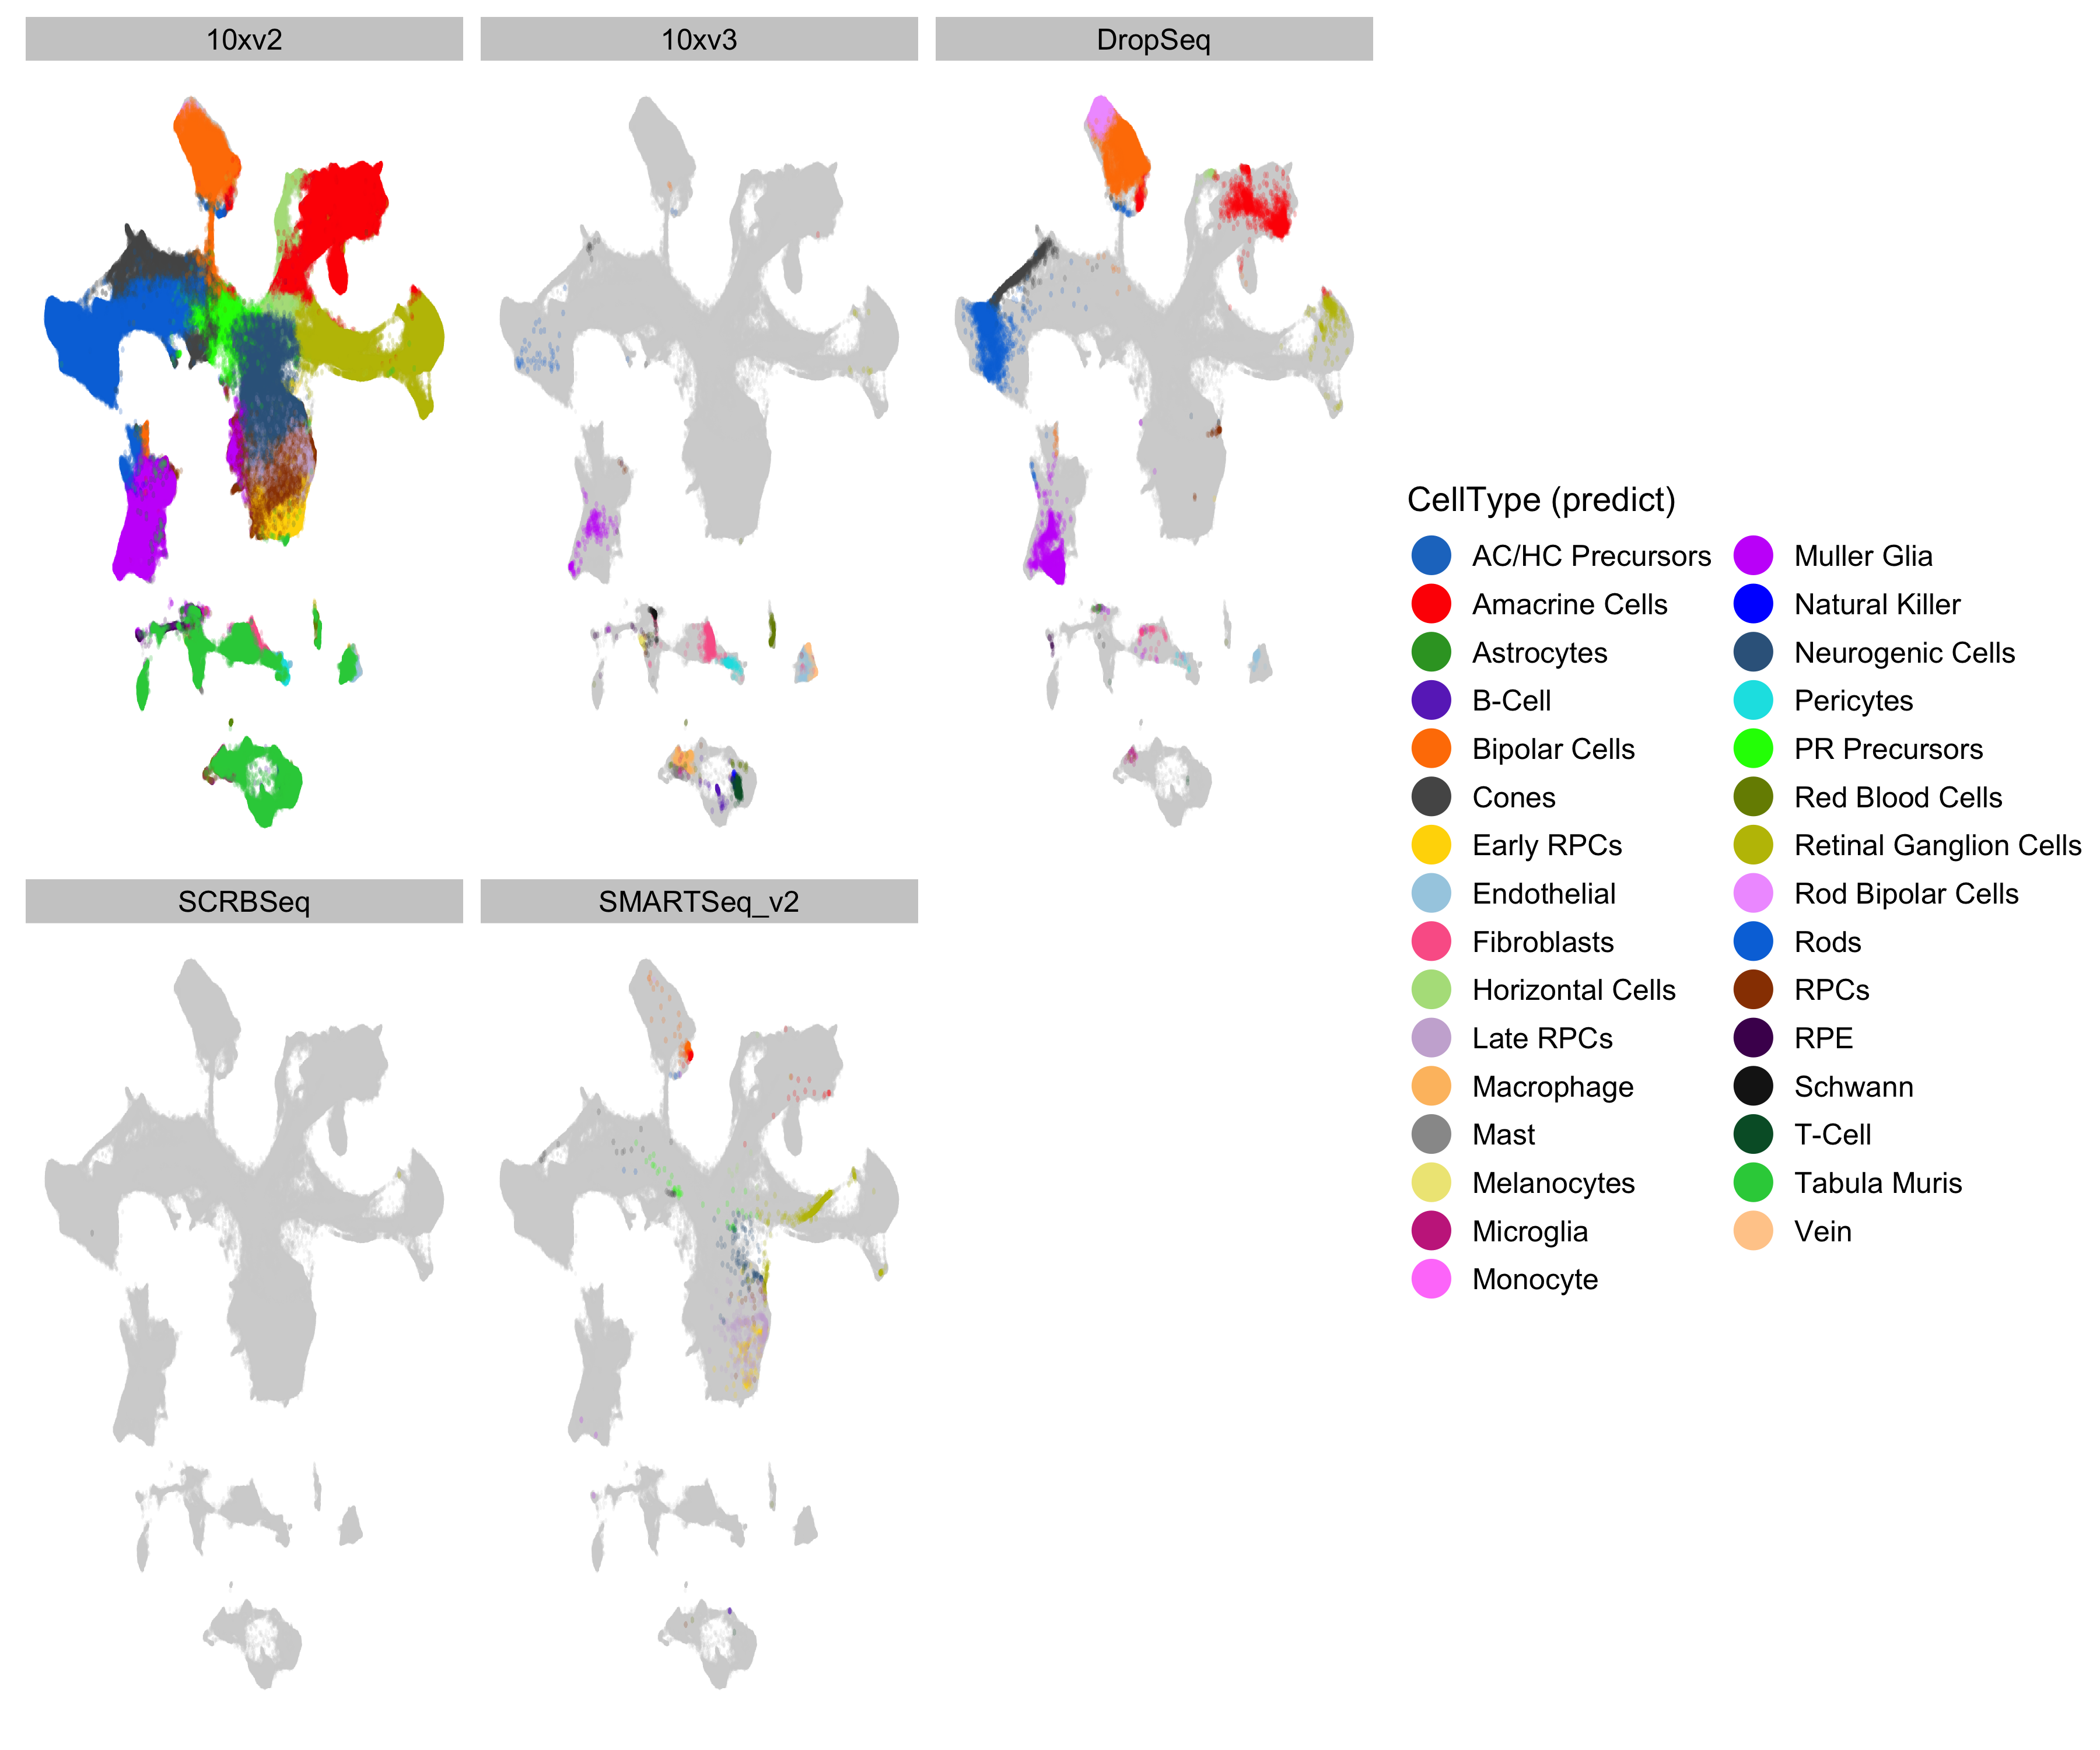 10xv2
10xv3
DropSeq
SCRBSeq
SMARTSeq_v2
CellType (predict)
AC/HC Precursors
Amacrine Cells
Astrocytes
B-Cell
Bipolar Cells
Cones
Early RPCs
Endothelial
Fibroblasts
Horizontal Cells
Late RPCs
Macrophage
Mast
Melanocytes
Microglia
Monocyte
Muller Glia
Natural Killer
Neurogenic Cells
Pericytes
PR Precursors
Red Blood Cells
Retinal Ganglion Cells
Rod Bipolar Cells
Rods
RPCs
RPE
Schwann
T-Cell
Tabula Muris
Vein